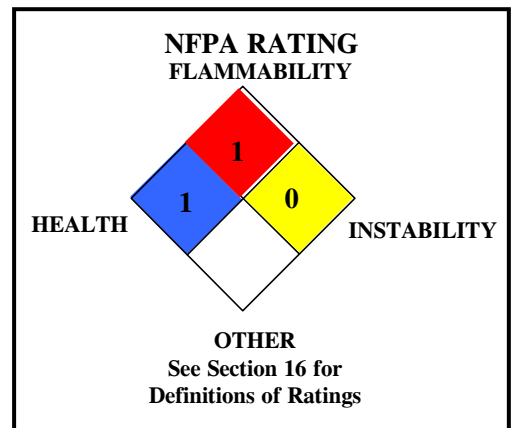 NFPA RATING
FLAMMABILITY
1
1
0
HEALTH
INSTABILITY
OTHER
See Section 16 for
Definitions of Ratings